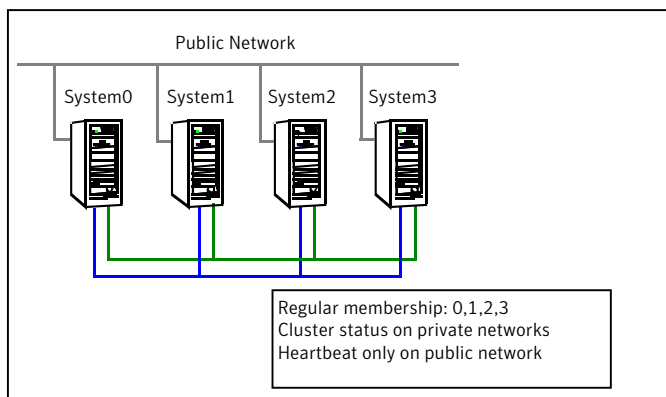 Public Network
System0
System1
System2
System3
Regular membership: 0,1,2,3
Cluster status on private networks
Heartbeat only on public network